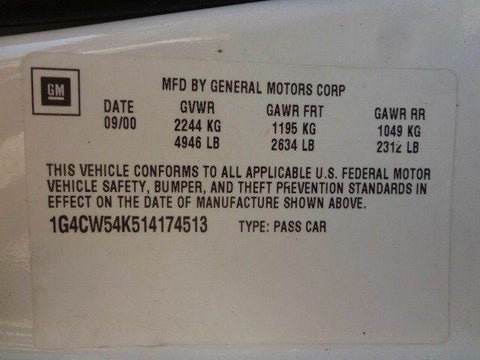 GM
MFD BY GENERAL MOTORS CORP
DATE GVWR GAWR FRT GAWR RR
09/00 2244 KG 1195 KG 1049 KG
4946 LB 2634 LB 2312 LB
THIS VEHICLE CONFORMS TO ALL APPLICABLE U.S. FEDERAL MOTOR
VEHICLE SAFETY, BUMPER, AND THEFT PREVENTION STANDARDS IN
EFFECT ON THE DATE OF MANUFACTURE SHOWN ABOVE.
1G4CW54K514174513 TYPE: PASS CAR